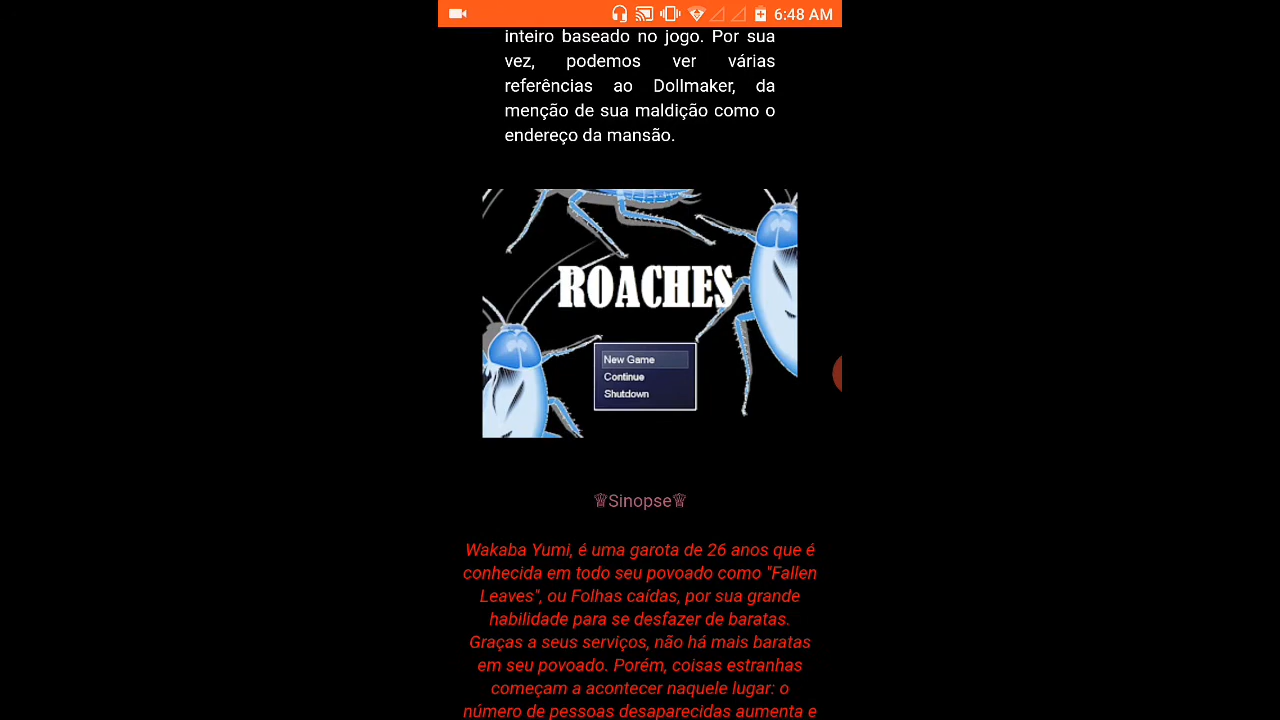 6:48 AM
inteiro baseado no jogo. Por sua
vez, podemos ver várias
referências ao Dollmaker, da
menção de sua maldição como o
endereço da mansão.
ROACHES
New Game
Continue
Shutdown
♕Sinopse♕
Wakaba Yumi, é uma garota de 26 anos que é
conhecida em todo seu povoado como "Fallen
Leaves", ou Folhas caídas, por sua grande
habilidade para se desfazer de baratas.
Graças a seus serviços, não há mais baratas
em seu povoado. Porém, coisas estranhas
começam a acontecer naquele lugar: o
número de pessoas desaparecidas aumenta e